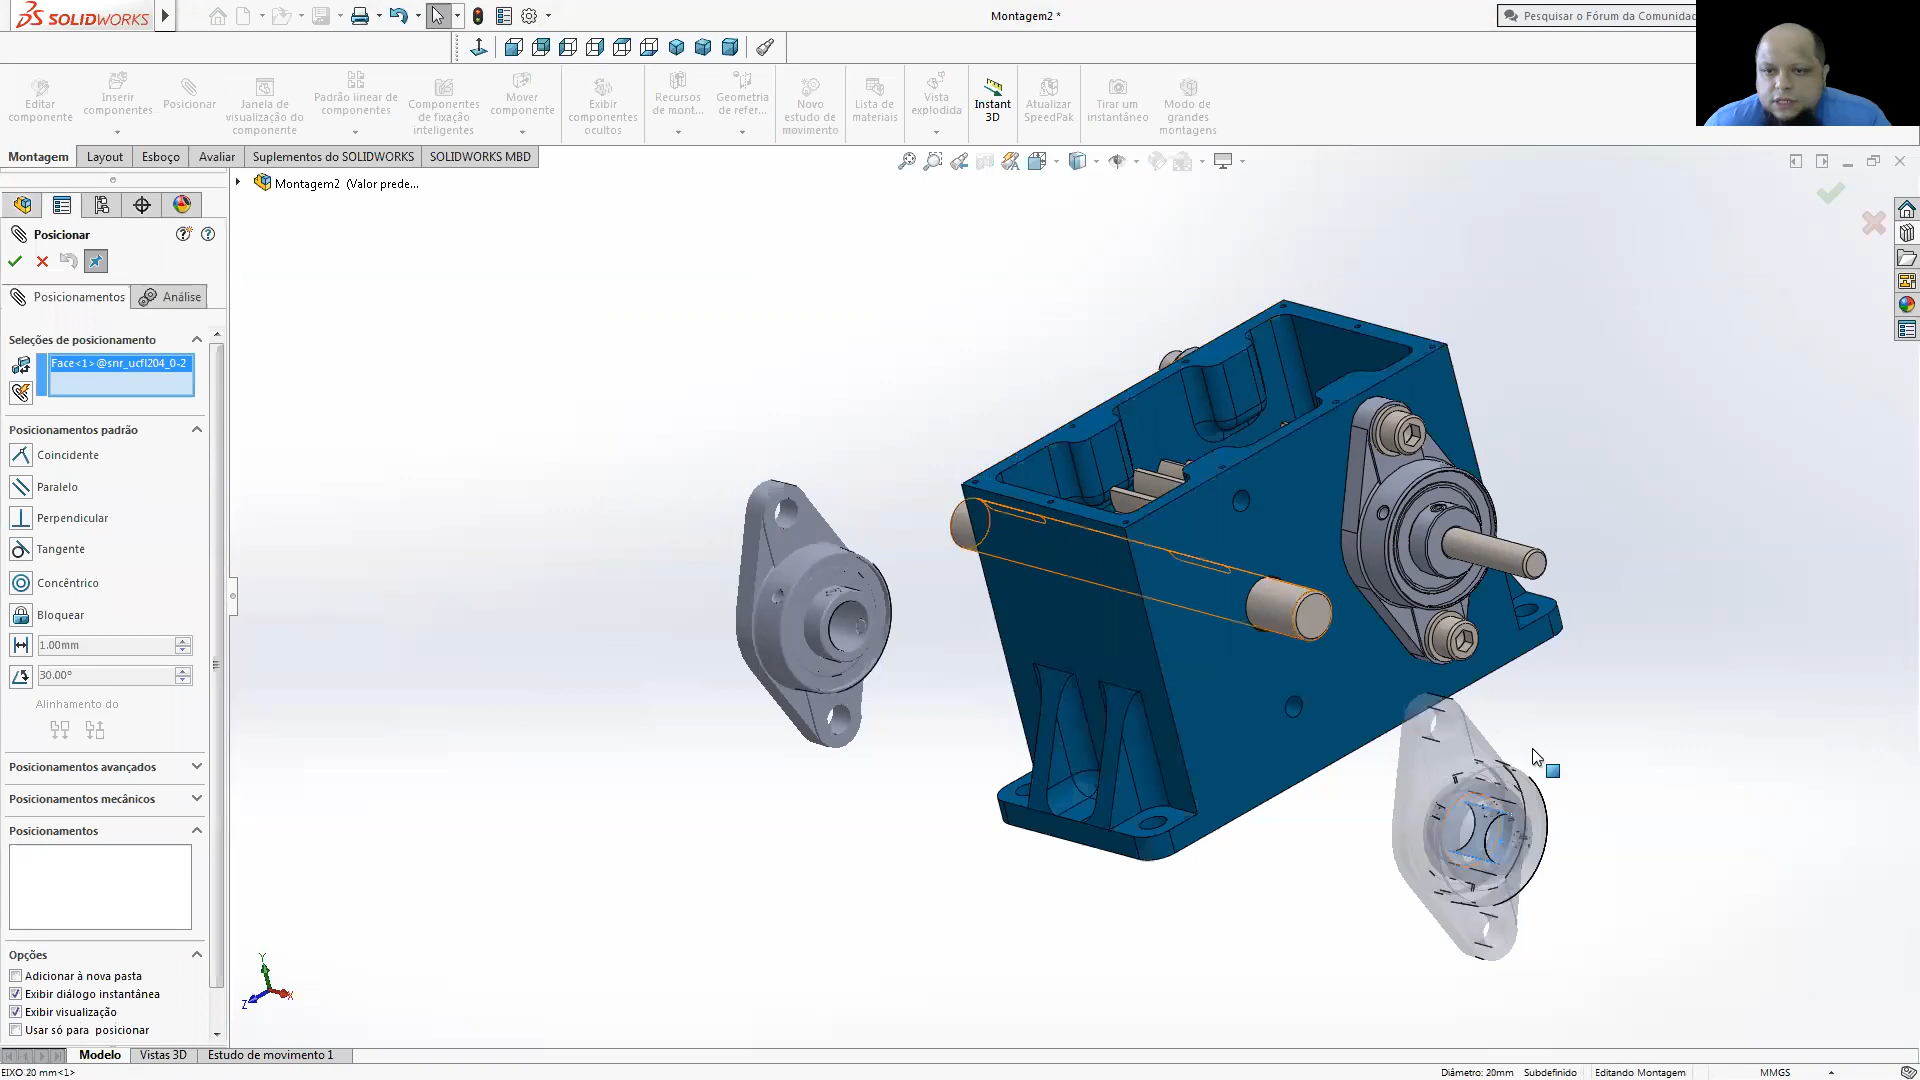 SOLIDWORKS
Montagem2 *
Pesquisar o Fórum da Comunidad
Editar componente
Inserir componentes
Posicionar
Janela de visualização do componente
Padrão linear de componentes
Componentes de fixação inteligentes
Mover componente
Exibir componentes ocultos
Recursos de mont...
Geometria de refer...
Novo estudo de movimento
Lista de materiais
Vista explodida
Instant 3D
Atualizar SpeedPak
Tirar um instantâneo
Modo de grandes montagens
Montagem
Layout
Esboço
Avaliar
Suplementos do SOLIDWORKS
SOLIDWORKS MBD
Montagem2 (Valor prede...
Posicionar
Posicionamentos
Análise
Seleções de posicionamento
Face<1>@snr_ucfl204_0-2
Posicionamentos padrão
Coincidente
Paralelo
Perpendicular
Tangente
Concêntrico
Bloquear
1.00mm
30.00°
Alinhamento do
Posicionamentos avançados
Posicionamentos mecânicos
Posicionamentos
Opções
Adicionar à nova pasta
Exibir diálogo instantânea
Exibir visualização
Usar só para posicionar
Y
Z
X
Modelo
Vistas 3D
Estudo de movimento 1
EIXO 20 mm<1>
Diâmetro: 20mm
Subdefinido
Editando Montagem
MMGS